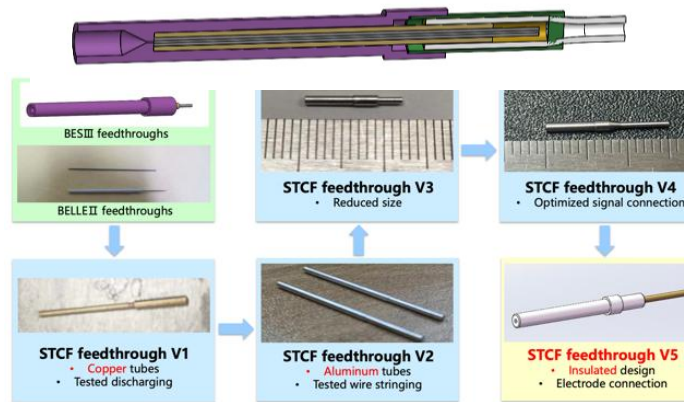 BESⅢ feedthroughs
BELLEⅡ feedthroughs
STCF feedthrough V1
• Copper tubes
• Tested discharging
STCF feedthrough V2
• Aluminum tubes
• Tested wire stringing
STCF feedthrough V3
• Reduced size
STCF feedthrough V4
• Optimized signal connection
STCF feedthrough V5
• Insulated design
• Electrode connection